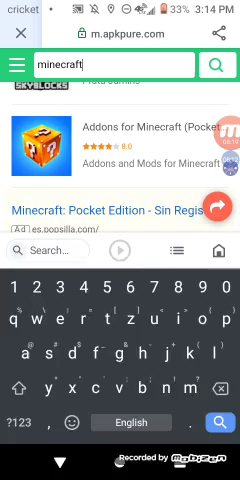 cricket 33% 3:14 PM
m.apkpure.com
minecraft
SKYBLOCKS
Addons for Minecraft (Pocket
8.0
Addons and Mods for Minecraft
Minecraft: Pocket Edition - Sin Regis
Ad es.popsilla.com/
Search...
1 2 3 4 5 6 7 8 9 0
q w e r t z u i o p
a s d f g h j k l
y x c v b n m
?123 , English .
Recorded by Mobizen